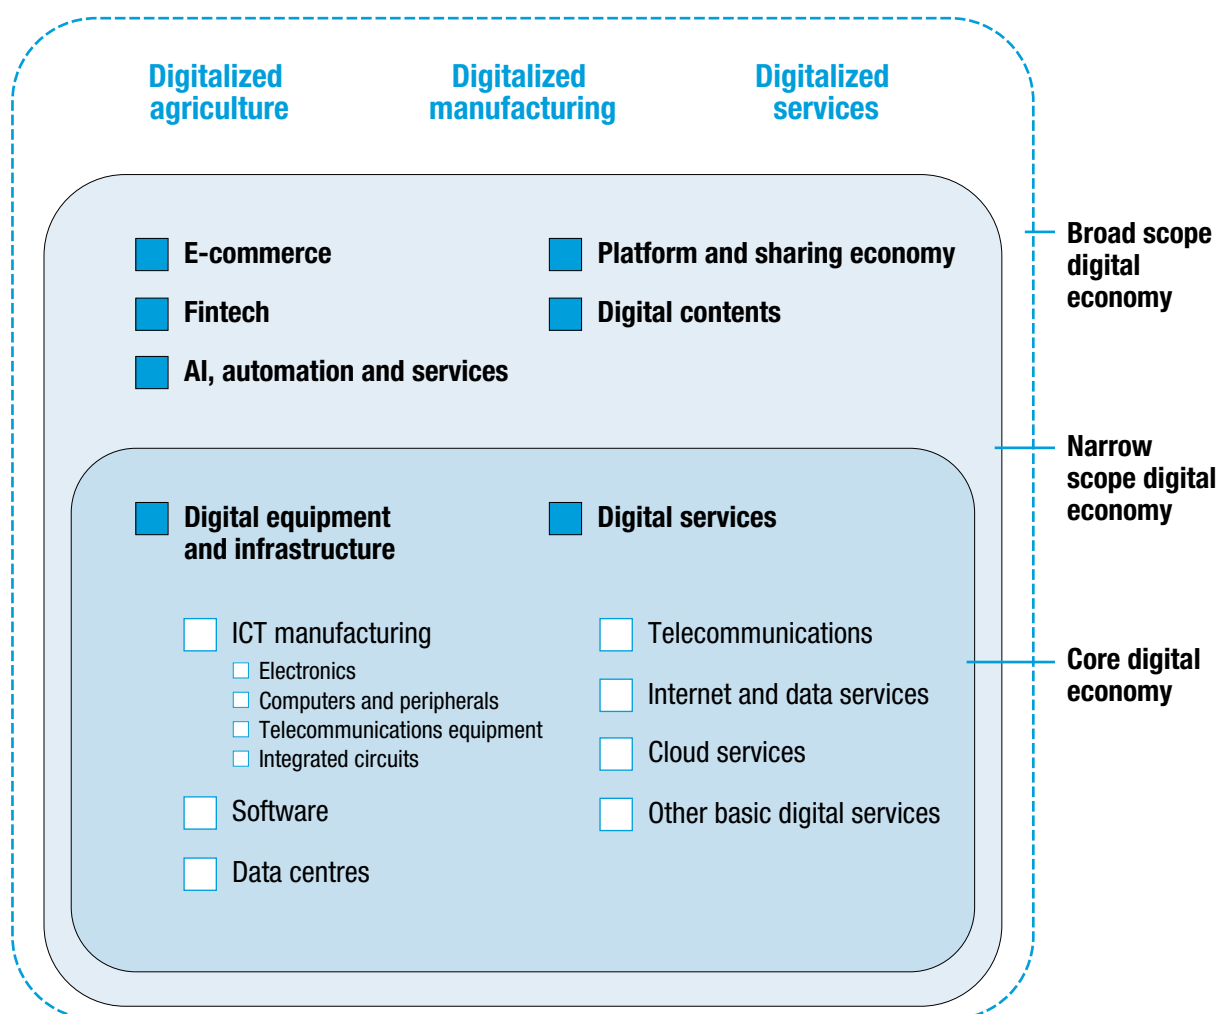 Digitalized
agriculture
Digitalized
manufacturing
Digitalized
services
E-commerce
Fintech
AI, automation and services
Platform and sharing economy
Digital contents
Broad scope
digital
economy
Narrow
scope digital
economy
Digital equipment
and infrastructure
ICT manufacturing
Electronics
Computers and peripherals
Telecommunications equipment
Integrated circuits
Software
Data centres
Digital services
Telecommunications
Internet and data services
Cloud services
Other basic digital services
Core digital
economy